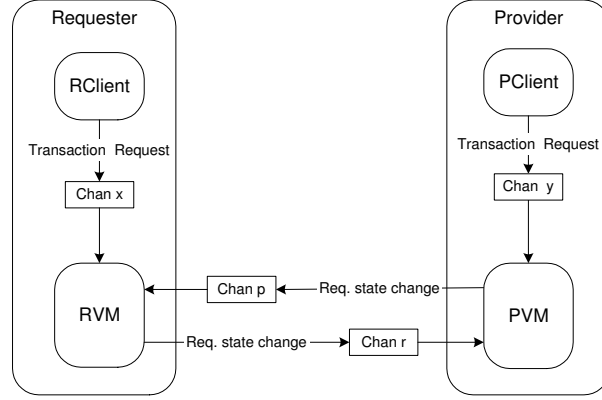 Requester
Provider
RClient
PClient
Transaction Request
Transaction Request
Chan x
Chan y
Chan p
Req. state change
RVM
PVM
Req. state change
Chan r